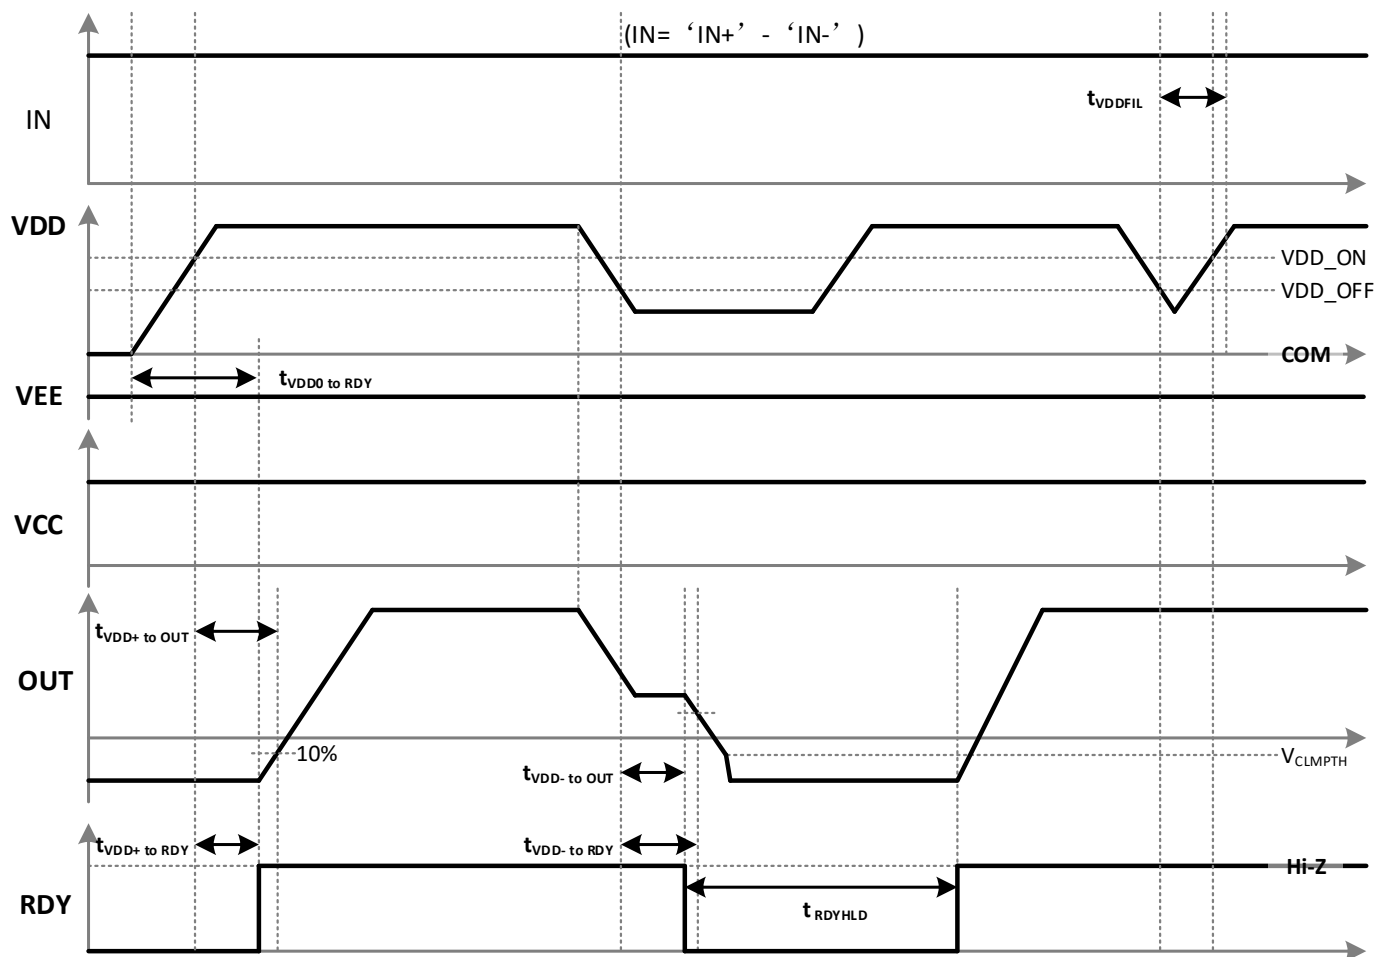 (IN= ‘IN+’ - ‘IN-’ )
tVDDFIL
IN
VDD
VDD_ON
VDD_OFF
COM
tVDD0 to RDY
VEE
VCC
tVDD+ to OUT
OUT
10%
VCLMPTH
tVDD- to OUT
tVDD+ to RDY
tVDD- to RDY
Hi-Z
RDY
t RDYHLD